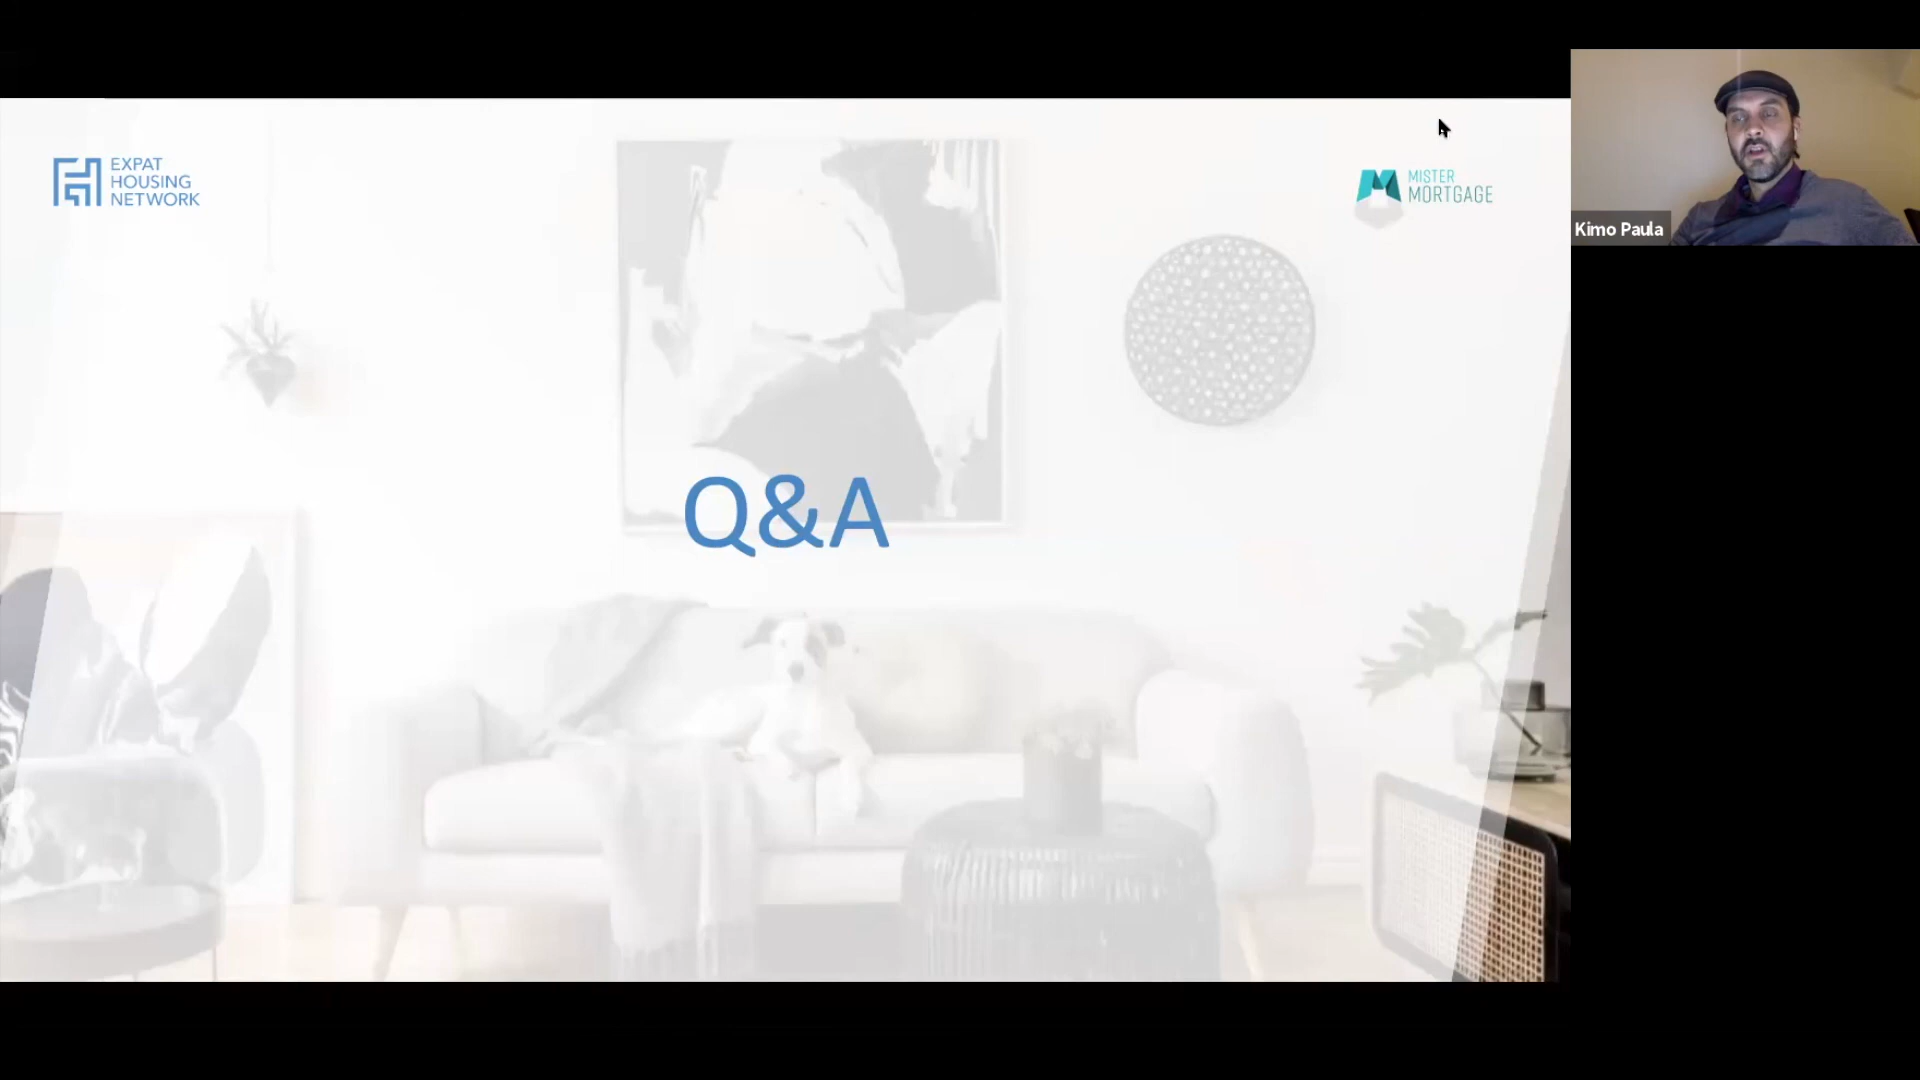 EXPAT
HOUSING
NETWORK
MISTER
MORTGAGE
Kimo Paula
Q&A